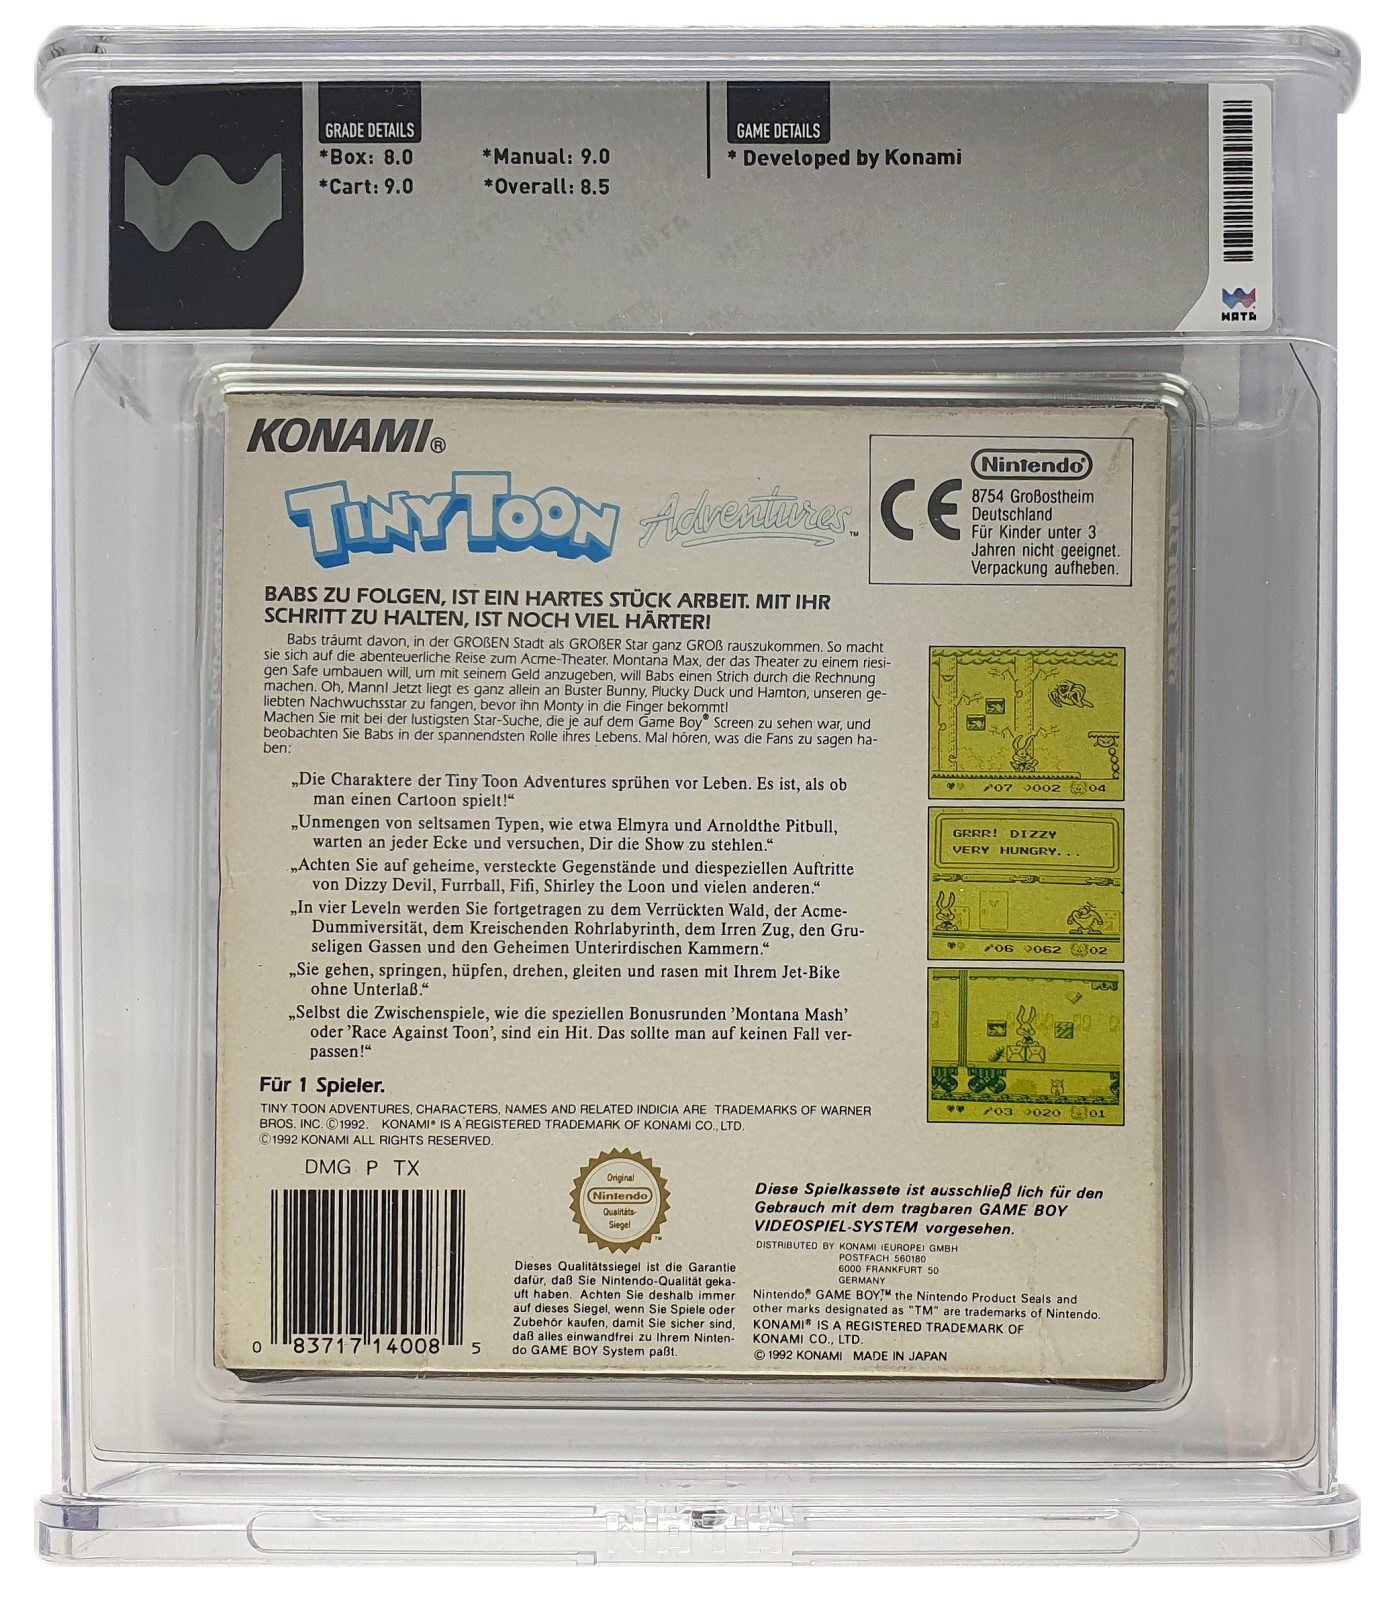 GRADE DETAILS
*Box: 8.0 *Manual: 9.0
*Cart: 9.0 *Overall: 8.5
GAME DETAILS
* Developed by Konami
WATA
KONAMI®
TINY TOON Adventures™
Nintendo®
CE
8754 Großostheim
Deutschland
Für Kinder unter 3
Jahren nicht geeignet.
Verpackung aufheben.
BABS ZU FOLGEN, IST EIN HARTES STÜCK ARBEIT. MIT IHR
SCHRITT ZU HALTEN, IST NOCH VIEL HÄRTER!
Babs träumt davon, in der GROßEN Stadt als GROßER Star ganz GROß rauszukommen. So macht
sie sich auf die abenteuerliche Reise zum Acme-Theater. Montana Max, der das Theater zu einem riesi-
gen Safe umbauen will, um mit seinem Geld anzugeben, will Babs einen Strich durch die Rechnung
machen. Oh, Mann! Jetzt liegt es ganz allein an Buster Bunny, Plucky Duck und Hamton, unseren ge-
liebten Nachwuchsstar zu fangen, bevor ihn Monty in die Finger bekommt!
Machen Sie mit bei der lustigsten Star-Suche, die je auf dem Game Boy® Screen zu sehen war, und
beobachten Sie Babs in der spannendsten Rolle ihres Lebens. Mal hören, was die Fans zu sagen ha-
ben:
„Die Charaktere der Tiny Toon Adventures sprühen vor Leben. Es ist, als ob
man einen Cartoon spielt!“
„Unmengen von seltsamen Typen, wie etwa Elmyra und Arnoldthe Pitbull,
warten an jeder Ecke und versuchen, Dir die Show zu stehlen.“
„Achten Sie auf geheime, versteckte Gegenstände und diespeziellen Auftritte
von Dizzy Devil, Furrball, Fifi, Shirley the Loon und vielen anderen.“
„In vier Leveln werden Sie fortgetragen zu dem Verrückten Wald, der Acme-
Dummiversität, dem Kreischenden Rohrlabyrinth, dem Irren Zug, den Gru-
seligen Gassen und den Geheimen Unterirdischen Kammern.“
„Sie gehen, springen, hüpfen, drehen, gleiten und rasen mit Ihrem Jet-Bike
ohne Unterlaß.“
„Selbst die Zwischenspiele, wie die speziellen Bonusrunden 'Montana Mash'
oder 'Race Against Toon', sind ein Hit. Das sollte man auf keinen Fall ver-
passen!“
07 002 04
GRRR! DIZZY
VERY HUNGRY...
06 062 02
03 020 01
Für 1 Spieler.
TINY TOON ADVENTURES, CHARACTERS, NAMES AND RELATED INDICIA ARE TRADEMARKS OF WARNER
BROS. INC. ©1992. KONAMI® IS A REGISTERED TRADEMARK OF KONAMI CO., LTD.
©1992 KONAMI ALL RIGHTS RESERVED.
DMG P TX
0 83717 14008 5
Original
Nintendo
Qualitäts-
Siegel
™
Dieses Qualitätssiegel ist die Garantie
dafür, daß Sie Nintendo-Qualität geka-
uft haben. Achten Sie deshalb immer
auf dieses Siegel, wenn Sie Spiele oder
Zubehör kaufen, damit Sie sicher sind,
daß alles einwandfrei zu Ihrem Ninten-
do GAME BOY System paßt.
Diese Spielkassete ist ausschließ lich für den
Gebrauch mit dem tragbaren GAME BOY
VIDEOSPIEL-SYSTEM vorgesehen.
DISTRIBUTED BY KONAMI (EUROPE) GMBH
POSTFACH 560180
6000 FRANKFURT 50
GERMANY
Nintendo,® GAME BOY,™ the Nintendo Product Seals and
other marks designated as "TM" are trademarks of Nintendo.
KONAMI® IS A REGISTERED TRADEMARK OF
KONAMI CO., LTD.
© 1992 KONAMI MADE IN JAPAN
WATA